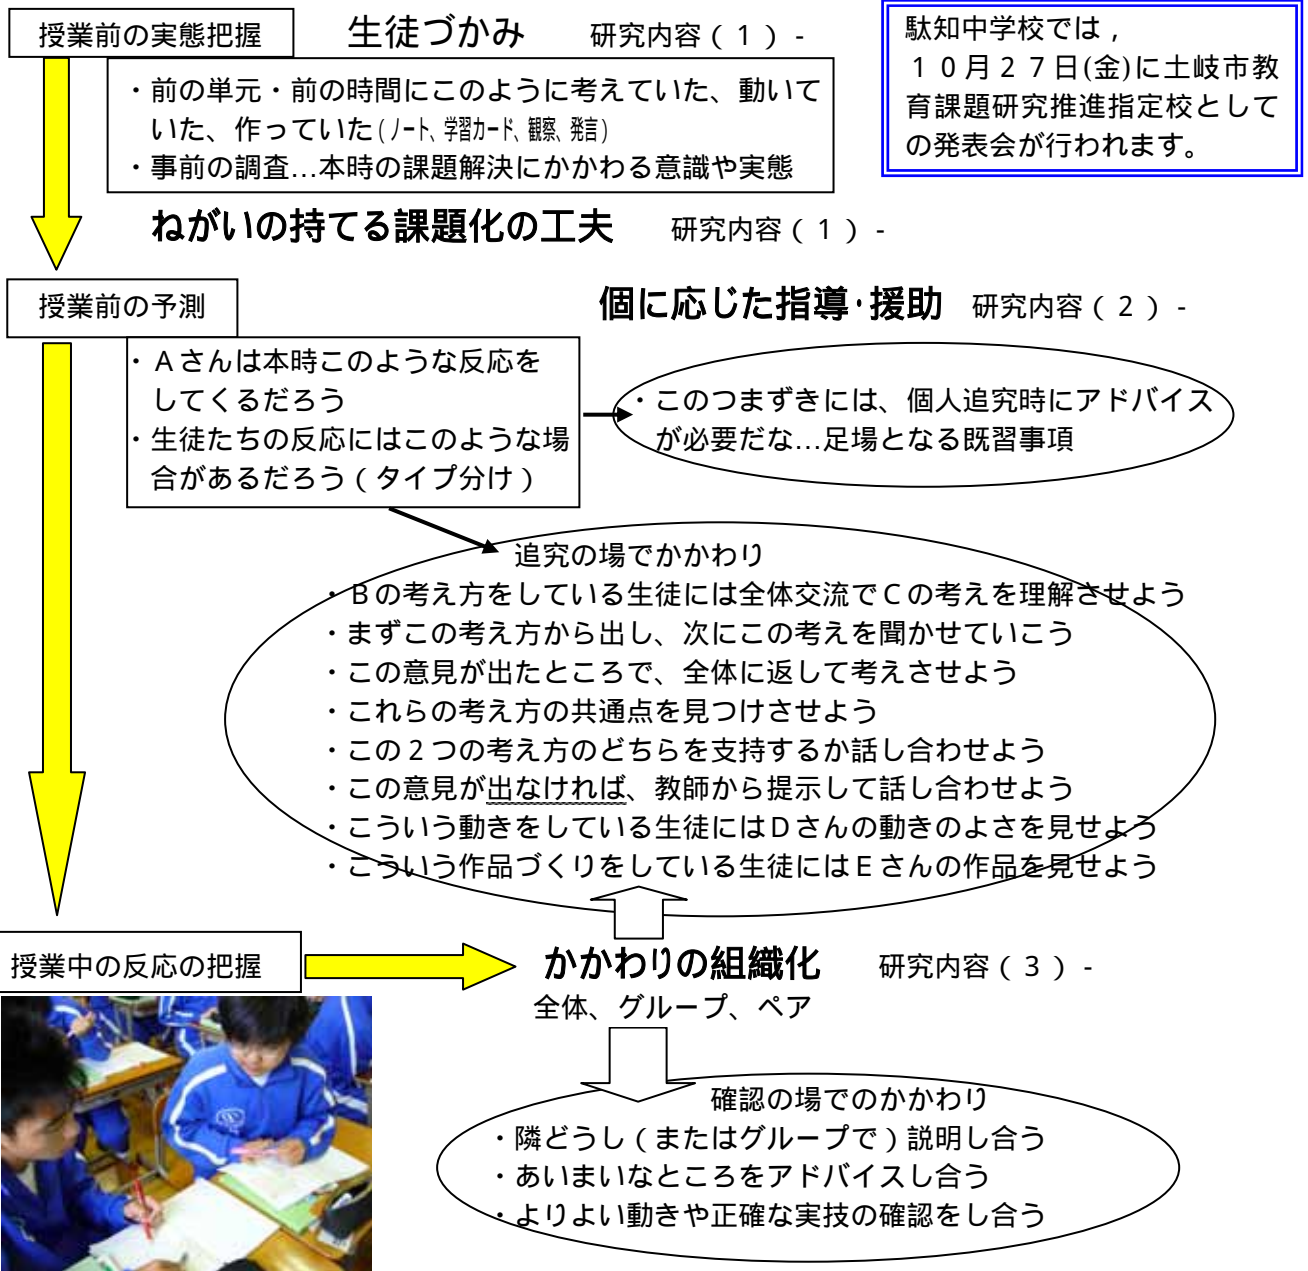 授業前の実態把握
生徒づかみ 研究内容（１）-
・前の単元・前の時間にこのように考えていた、動いて
いた、作っていた(ノート、学習カード、観察、発言)
・事前の調査…本時の課題解決にかかわる意識や実態
駄知中学校では，
１０月２７日(金)に土岐市教
育課題研究推進指定校として
の発表会が行われます。
ねがいの持てる課題化の工夫 研究内容（１）-
授業前の予測
個に応じた指導・援助 研究内容（２）-
・Ａさんは本時このような反応を
してくるだろう
・生徒たちの反応にはこのような場
合があるだろう（タイプ分け）
・このつまずきには、個人追究時にアドバイス
が必要だな…足場となる既習事項
追究の場でかかわり
・Ｂの考え方をしている生徒には全体交流でＣの考えを理解させよう
・まずこの考え方から出し、次にこの考えを聞かせていこう
・この意見が出たところで、全体に返して考えさせよう
・これらの考え方の共通点を見つけさせよう
・この２つの考え方のどちらを支持するか話し合わせよう
・この意見が出なければ、教師から提示して話し合わせよう
・こういう動きをしている生徒にはＤさんの動きのよさを見せよう
・こういう作品づくりをしている生徒にはＥさんの作品を見せよう
授業中の反応の把握
かかわりの組織化 研究内容（３）-
全体、グループ、ペア
確認の場でのかかわり
・隣どうし（またはグループで）説明し合う
・あいまいなところをアドバイスし合う
・よりよい動きや正確な実技の確認をし合う